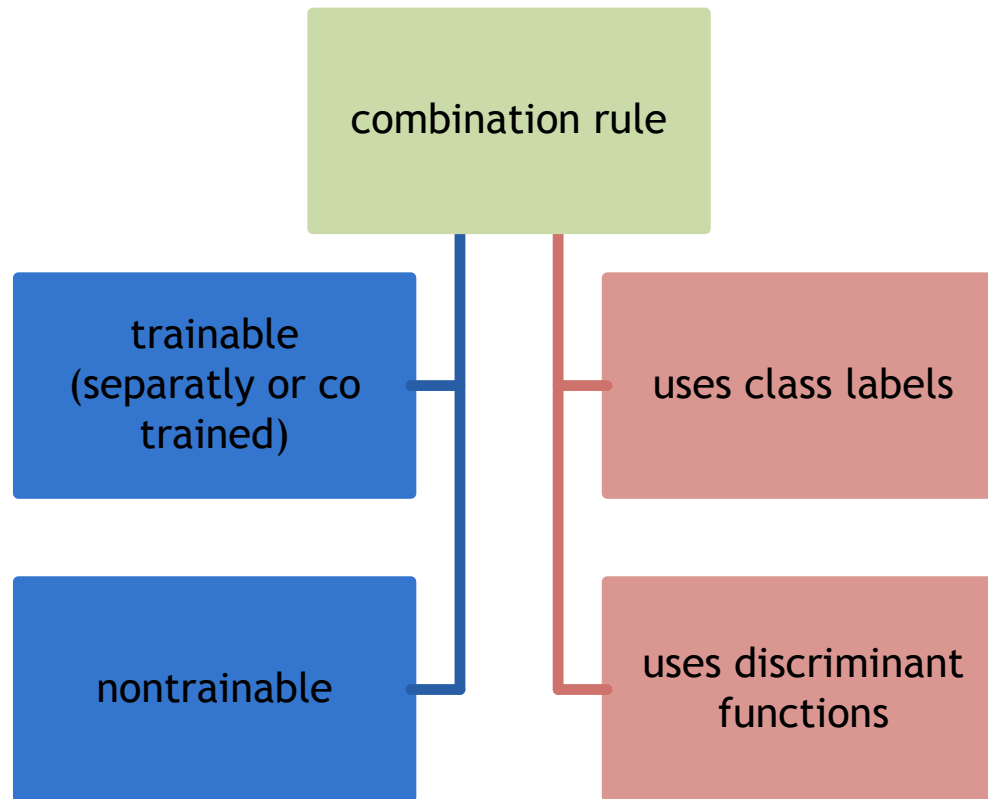 combination rule
trainable
(separatly or co
trained)
nontrainable
uses class labels
uses discriminant
functions